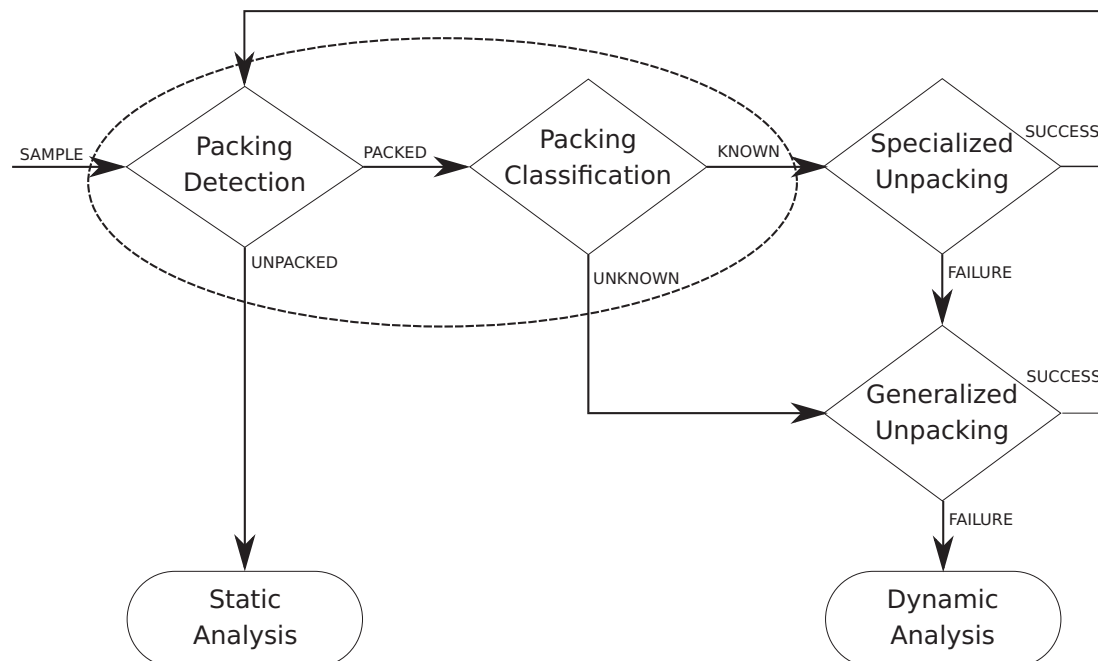 SAMPLE
Packing
Detection
PACKED
Packing
Classification
KNOWN
Specialized
Unpacking
SUCCESS
UNPACKED
UNKNOWN
FAILURE
Generalized
Unpacking
SUCCESS
FAILURE
Static
Analysis
Dynamic
Analysis